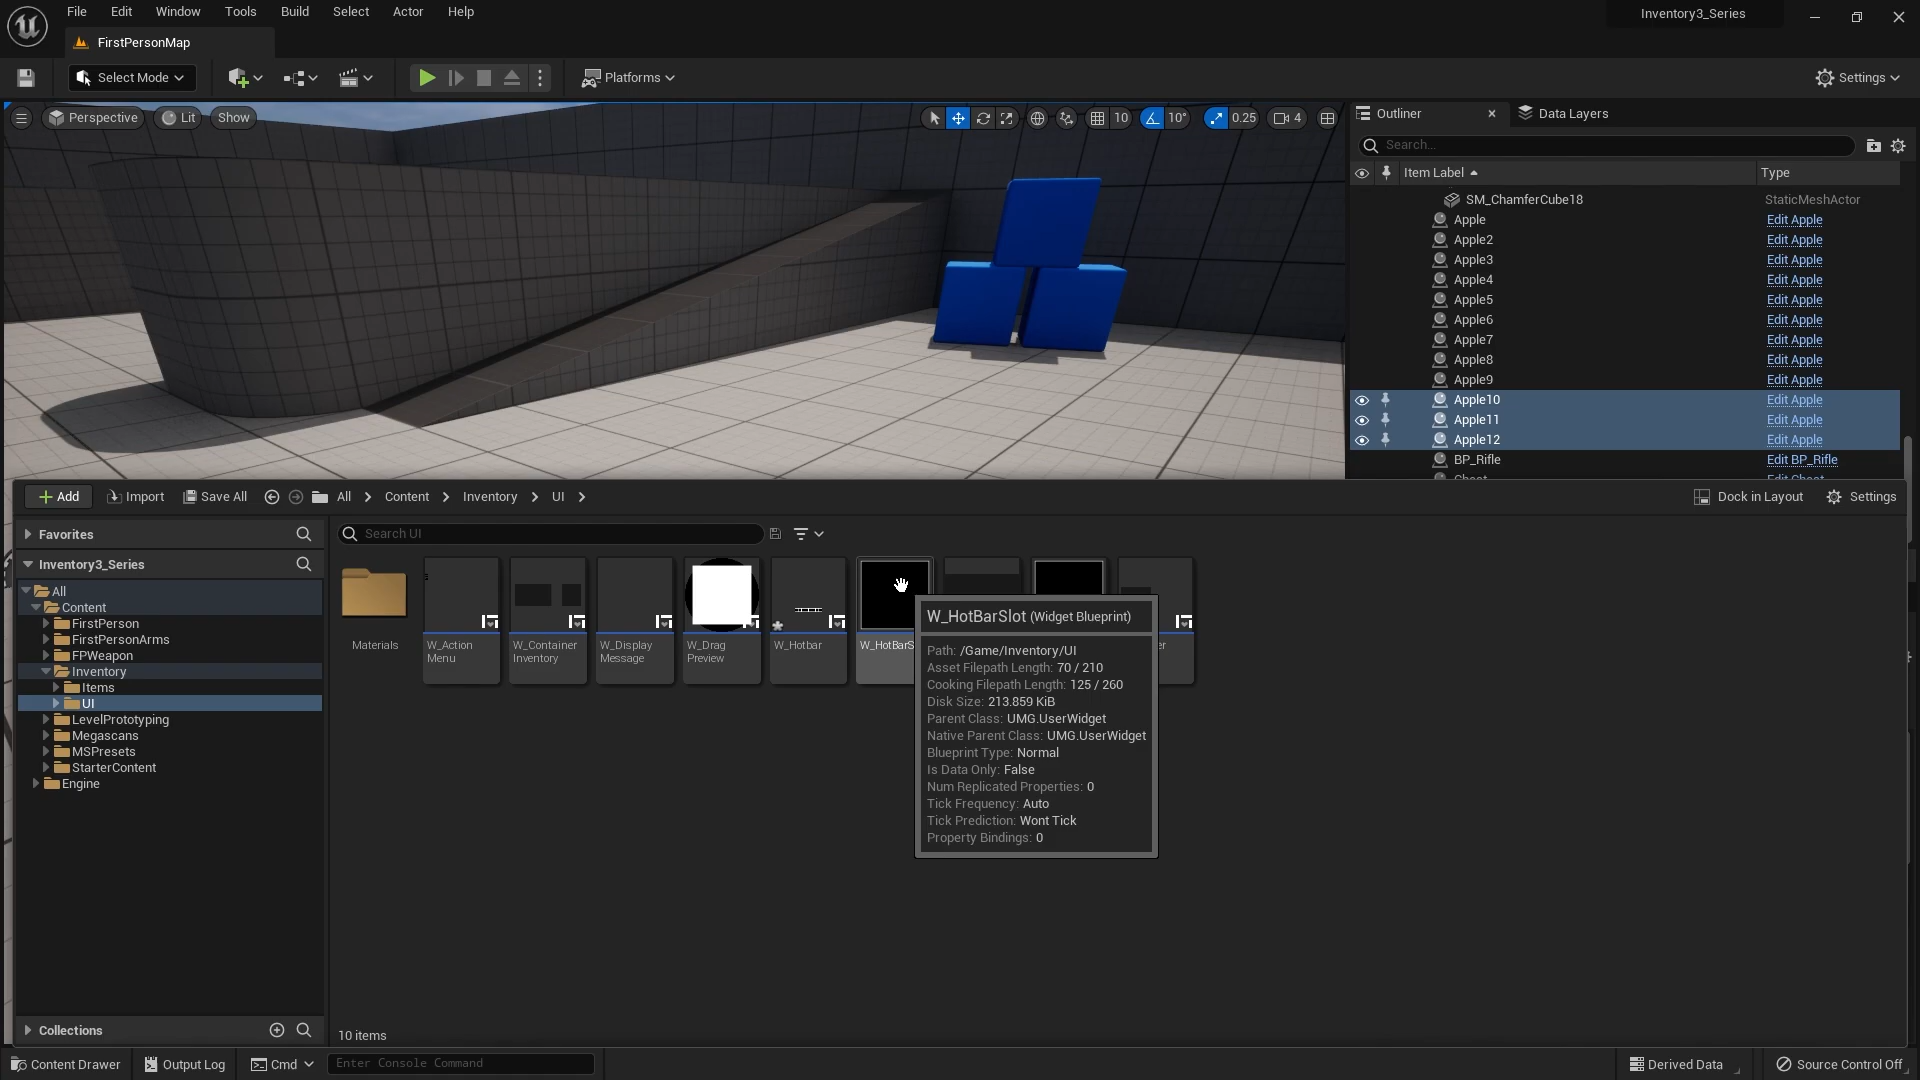 File Edit Window Tools Build Select Actor Help
Inventory3_Series
FirstPersonMap
Select Mode
Platforms
Settings
Perspective Lit Show
10 10° 0.25 4
Outliner
Data Layers
Search...
Item Label Type
SM_ChamferCube18 StaticMeshActor
Apple Edit Apple
Apple2 Edit Apple
Apple3 Edit Apple
Apple4 Edit Apple
Apple5 Edit Apple
Apple6 Edit Apple
Apple7 Edit Apple
Apple8 Edit Apple
Apple9 Edit Apple
Apple10 Edit Apple
Apple11 Edit Apple
Apple12 Edit Apple
BP_Rifle Edit BP_Rifle
Chest Edit Chest
Add Import Save All All Content Inventory UI
Dock in Layout Settings
Favorites
Inventory3_Series
All
Content
FirstPerson
FirstPersonArms
FPWeapon
Inventory
Items
UI
LevelPrototyping
Megascans
MSPresets
StarterContent
Engine
Collections
Search UI
Materials
W_Action
Menu
W_Container
Inventory
W_Display
Message
W_Drag
Preview
W_Hotbar
W_HotBarS
er
W_HotBarSlot (Widget Blueprint)
Path: /Game/Inventory/UI
Asset Filepath Length: 70 / 210
Cooking Filepath Length: 125 / 260
Disk Size: 213.859 KiB
Parent Class: UMG.UserWidget
Native Parent Class: UMG.UserWidget
Blueprint Type: Normal
Is Data Only: False
Num Replicated Properties: 0
Tick Frequency: Auto
Tick Prediction: Wont Tick
Property Bindings: 0
10 items
Content Drawer Output Log Cmd Enter Console Command
Derived Data Source Control Off